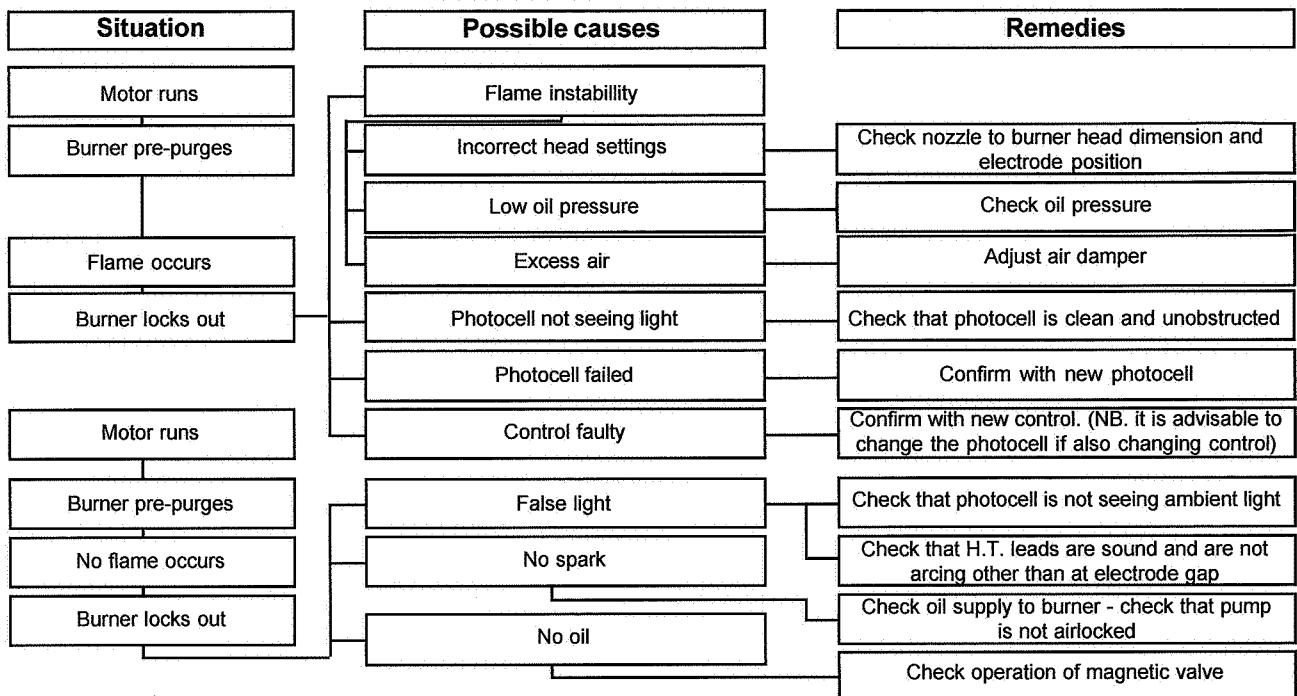 Situation
Possible causes
Remedies
Motor runs
Burner pre-purges
Flame occurs
Burner locks out
Flame instabillity
Incorrect head settings
Check nozzle to burner head dimension and
electrode position
Low oil pressure
Check oil pressure
Excess air
Adjust air damper
Photocell not seeing light
Check that photocell is clean and unobstructed
Photocell failed
Confirm with new photocell
Control faulty
Confirm with new control. (NB. it is advisable to
change the photocell if also changing control)
Motor runs
Burner pre-purges
No flame occurs
Burner locks out
False light
Check that photocell is not seeing ambient light
Check that H.T. leads are sound and are not
arcing other than at electrode gap
No spark
Check oil supply to burner - check that pump
is not airlocked
No oil
Check operation of magnetic valve